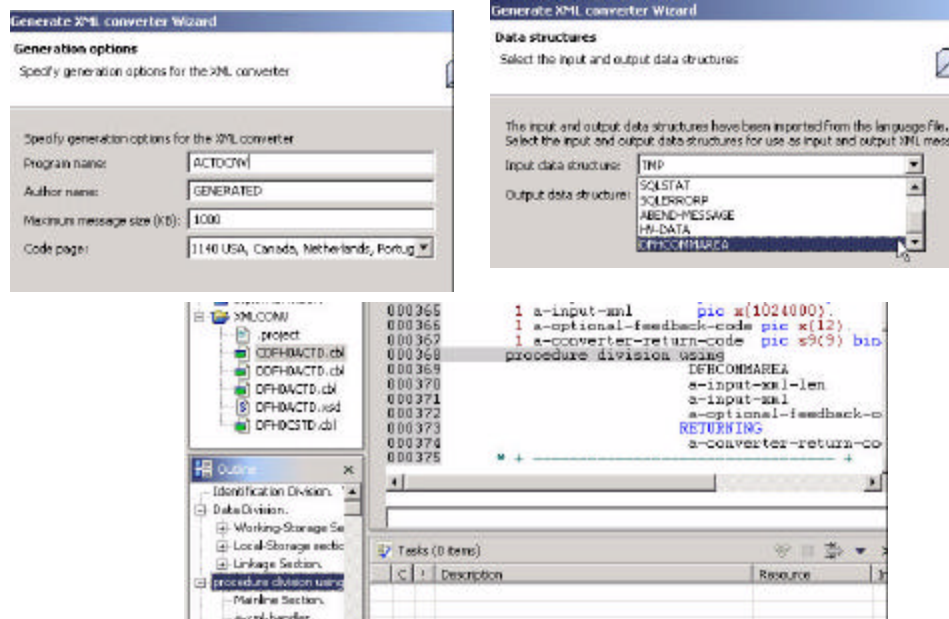 Generate XML converter Wizard
Generation options
Specify generation options for the XML converter
Specify generation options for the XML converter
Program name: ACTDCNV
Author name: GENERATED
Maximum message size (KB): 1000
Code page: 1140 USA, Canada, Netherlands, Portug
Generate XML converter Wizard
Data structures
Select the input and output data structures
The input and output data structures have been imported from the language file.
Select the input and output data structures for use as input and output XML mess
Input data structure: TMP
Output data structure:
SQLSTAT
SQLERRORP
ABEND-MESSAGE
HV-DATA
DFHCOMMAREA
XMLCONV
.project
CDFH0ACTD.cbl
DDFH0ACTD.cbl
DFH0ACTD.cbl
DFH0ACTD.xsd
DFH0CSTD.cbl
000365 1 a-input-xml pic x(1024000).
000366 1 a-optional-feedback-code pic x(12).
000367 1 a-converter-return-code pic s9(9) bin
000368 procedure division using
000369 DFHCOMMAREA
000370 a-input-xml-len
000371 a-input-xml
000372 a-optional-feedback-c
000373 RETURNING
000374 a-converter-return-co
000375 * + ---------------------------------- +
Outline
Identification Division.
Data Division.
Working-Storage Se
Local-Storage sectio
Linkage Section.
procedure division using
Mainline Section.
a-xml-handler
Tasks (0 items)
C ! Description Resource In